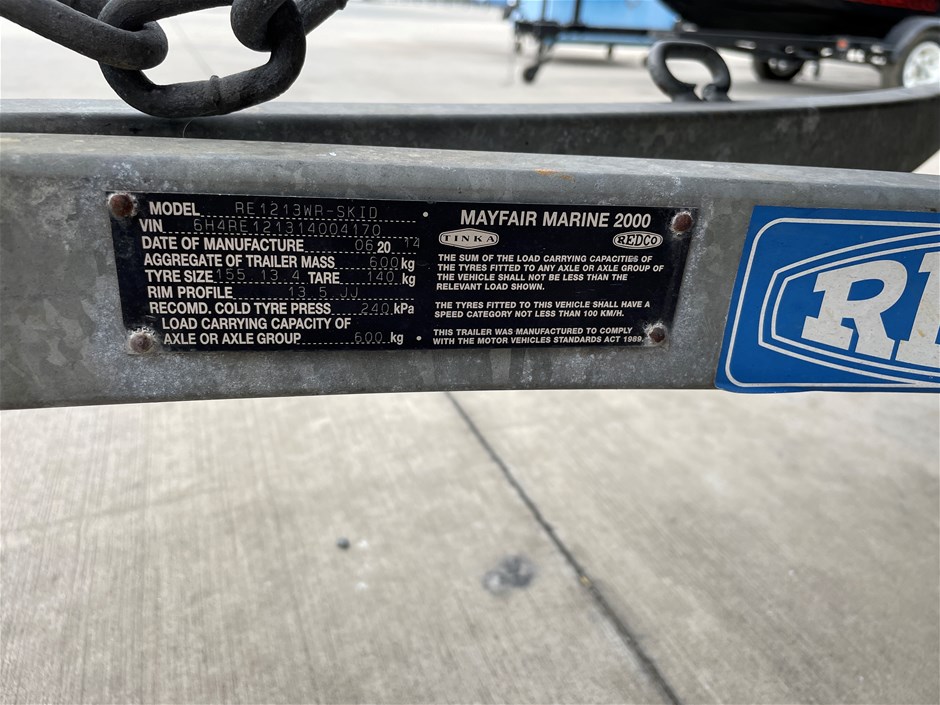 MODEL RE1213WR-SKID
VIN 6H4RE121314004170
DATE OF MANUFACTURE 06 20 14
AGGREGATE OF TRAILER MASS 600 kg
TYRE SIZE 155.13.4 TARE 140 kg
RIM PROFILE 13.5 JJ
RECOMD. COLD TYRE PRESS 240 kPa
LOAD CARRYING CAPACITY OF
AXLE OR AXLE GROUP 600 kg
MAYFAIR MARINE 2000
TINKA REDCO
THE SUM OF THE LOAD CARRYING CAPACITIES OF
THE TYRES FITTED TO ANY AXLE OR AXLE GROUP OF
THE VEHICLE SHALL NOT BE LESS THAN THE
RELEVANT LOAD SHOWN.
THE TYRES FITTED TO THIS VEHICLE SHALL HAVE A
SPEED CATEGORY NOT LESS THAN 100 KM/H.
THIS TRAILER WAS MANUFACTURED TO COMPLY
WITH THE MOTOR VEHICLES STANDARDS ACT 1989.